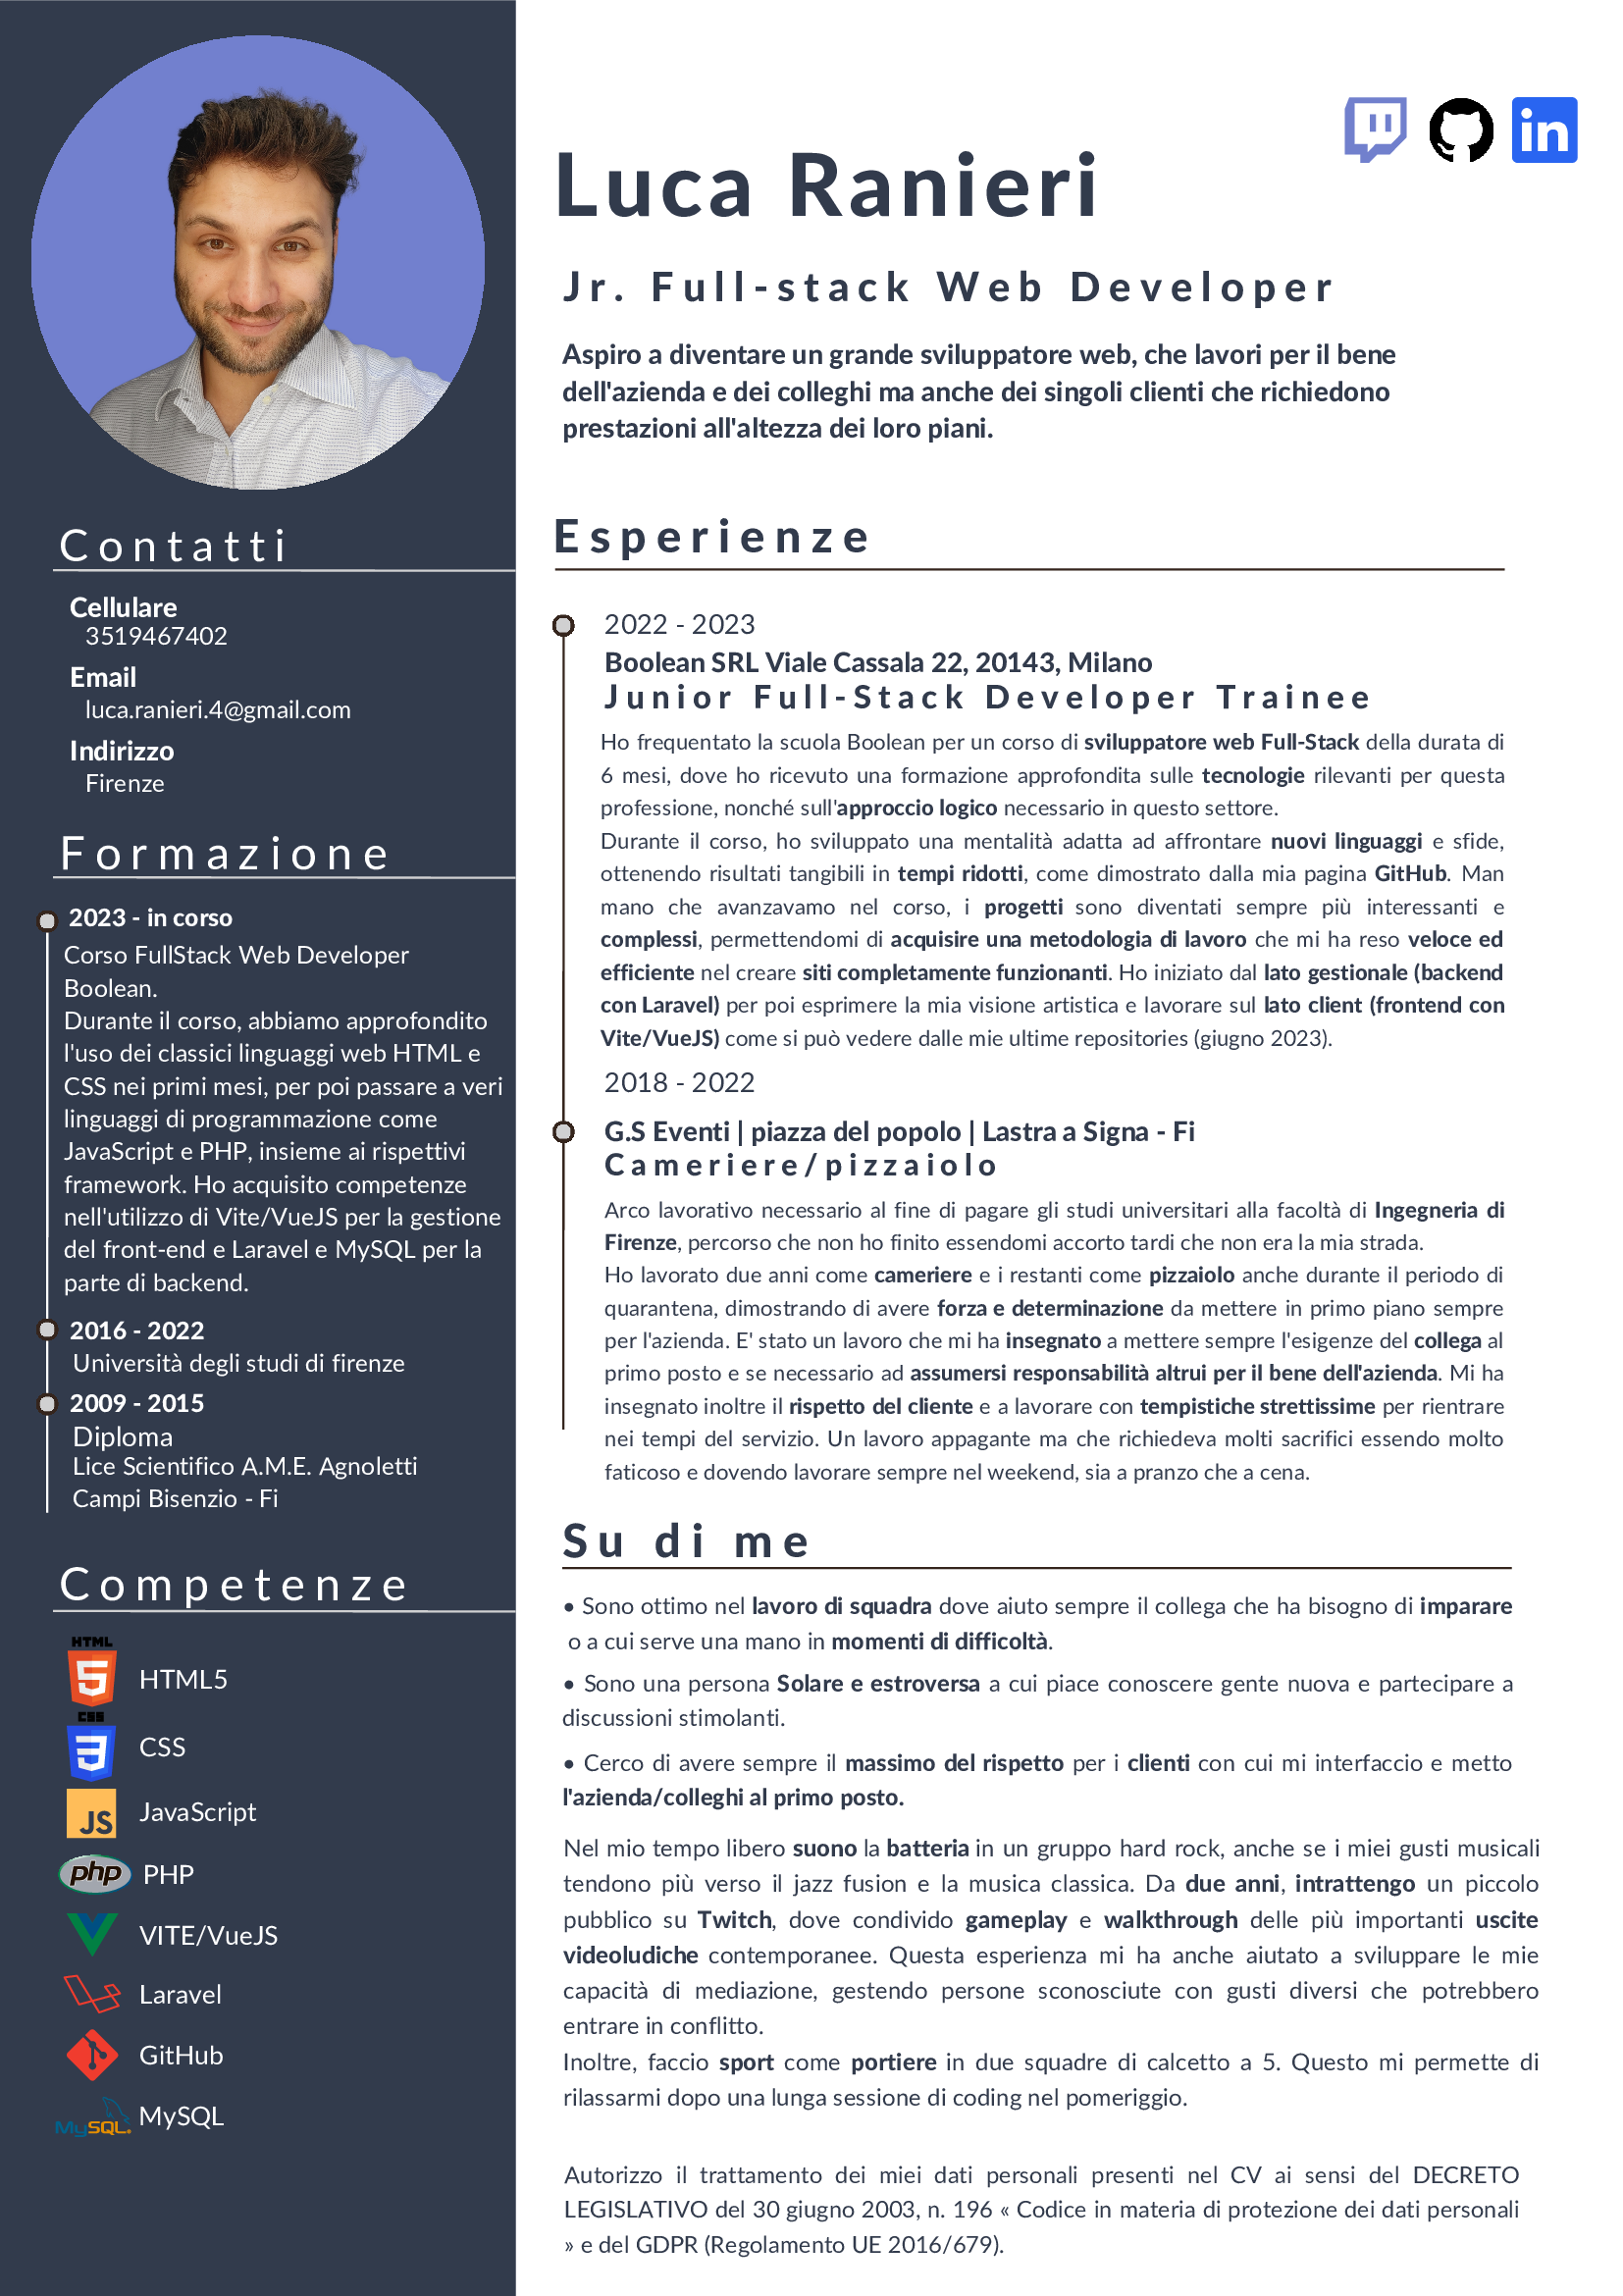 Luca Ranieri
Jr. Full-stack Web Developer
Aspiro a diventare un grande sviluppatore web, che lavori per il bene
dell'azienda e dei colleghi ma anche dei singoli clienti che richiedono
prestazioni all'altezza dei loro piani.
Contatti
Cellulare
3519467402
Email
luca.ranieri.4@gmail.com
Indirizzo
Firenze
Formazione
2023 - in corso
Corso FullStack Web Developer
Boolean.
Durante il corso, abbiamo approfondito
l'uso dei classici linguaggi web HTML e
CSS nei primi mesi, per poi passare a veri
linguaggi di programmazione come
JavaScript e PHP, insieme ai rispettivi
framework. Ho acquisito competenze
nell'utilizzo di Vite/VueJS per la gestione
del front-end e Laravel e MySQL per la
parte di backend.
2016 - 2022
Università degli studi di firenze
2009 - 2015
Diploma
Lice Scientifico A.M.E. Agnoletti
Campi Bisenzio - Fi
Competenze
HTML
5
HTML5
CSS
3
CSS
JS
JavaScript
php
PHP
VITE/VueJS
Laravel
GitHub
MySQL
MySQL
in
Esperienze
2022 - 2023
Boolean SRL Viale Cassala 22, 20143, Milano
Junior Full-Stack Developer Trainee
Ho frequentato la scuola Boolean per un corso di sviluppatore web Full-Stack della durata di
6 mesi, dove ho ricevuto una formazione approfondita sulle tecnologie rilevanti per questa
professione, nonché sull'approccio logico necessario in questo settore.
Durante il corso, ho sviluppato una mentalità adatta ad affrontare nuovi linguaggi e sfide,
ottenendo risultati tangibili in tempi ridotti, come dimostrato dalla mia pagina GitHub. Man
mano che avanzavamo nel corso, i progetti sono diventati sempre più interessanti e
complessi, permettendomi di acquisire una metodologia di lavoro che mi ha reso veloce ed
efficiente nel creare siti completamente funzionanti. Ho iniziato dal lato gestionale (backend
con Laravel) per poi esprimere la mia visione artistica e lavorare sul lato client (frontend con
Vite/VueJS) come si può vedere dalle mie ultime repositories (giugno 2023).
2018 - 2022
G.S Eventi | piazza del popolo | Lastra a Signa - Fi
Cameriere/pizzaiolo
Arco lavorativo necessario al fine di pagare gli studi universitari alla facoltà di Ingegneria di
Firenze, percorso che non ho finito essendomi accorto tardi che non era la mia strada.
Ho lavorato due anni come cameriere e i restanti come pizzaiolo anche durante il periodo di
quarantena, dimostrando di avere forza e determinazione da mettere in primo piano sempre
per l'azienda. E' stato un lavoro che mi ha insegnato a mettere sempre l'esigenze del collega al
primo posto e se necessario ad assumersi responsabilità altrui per il bene dell'azienda. Mi ha
insegnato inoltre il rispetto del cliente e a lavorare con tempistiche strettissime per rientrare
nei tempi del servizio. Un lavoro appagante ma che richiedeva molti sacrifici essendo molto
faticoso e dovendo lavorare sempre nel weekend, sia a pranzo che a cena.
Su di me
• Sono ottimo nel lavoro di squadra dove aiuto sempre il collega che ha bisogno di imparare
o a cui serve una mano in momenti di difficoltà.
• Sono una persona Solare e estroversa a cui piace conoscere gente nuova e partecipare a
discussioni stimolanti.
• Cerco di avere sempre il massimo del rispetto per i clienti con cui mi interfaccio e metto
l'azienda/colleghi al primo posto.
Nel mio tempo libero suono la batteria in un gruppo hard rock, anche se i miei gusti musicali
tendono più verso il jazz fusion e la musica classica. Da due anni, intrattengo un piccolo
pubblico su Twitch, dove condivido gameplay e walkthrough delle più importanti uscite
videoludiche contemporanee. Questa esperienza mi ha anche aiutato a sviluppare le mie
capacità di mediazione, gestendo persone sconosciute con gusti diversi che potrebbero
entrare in conflitto.
Inoltre, faccio sport come portiere in due squadre di calcetto a 5. Questo mi permette di
rilassarmi dopo una lunga sessione di coding nel pomeriggio.
Autorizzo il trattamento dei miei dati personali presenti nel CV ai sensi del DECRETO
LEGISLATIVO del 30 giugno 2003, n. 196 « Codice in materia di protezione dei dati personali
» e del GDPR (Regolamento UE 2016/679).